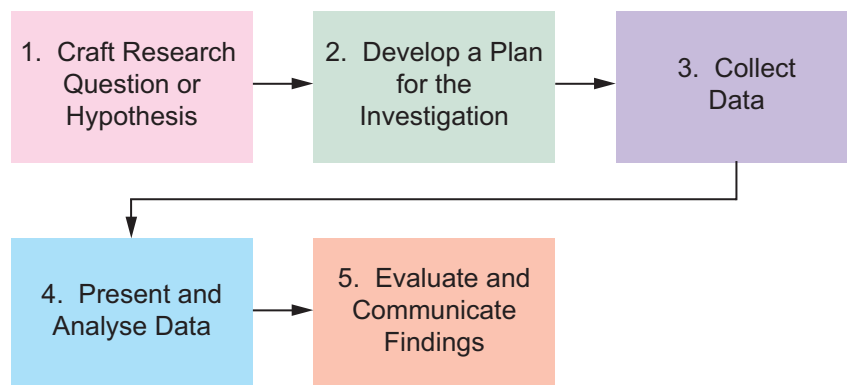 1. Craft Research
Question or
Hypothesis
2. Develop a Plan
for the
Investigation
3. Collect
Data
4. Present and
Analyse Data
5. Evaluate and
Communicate
Findings